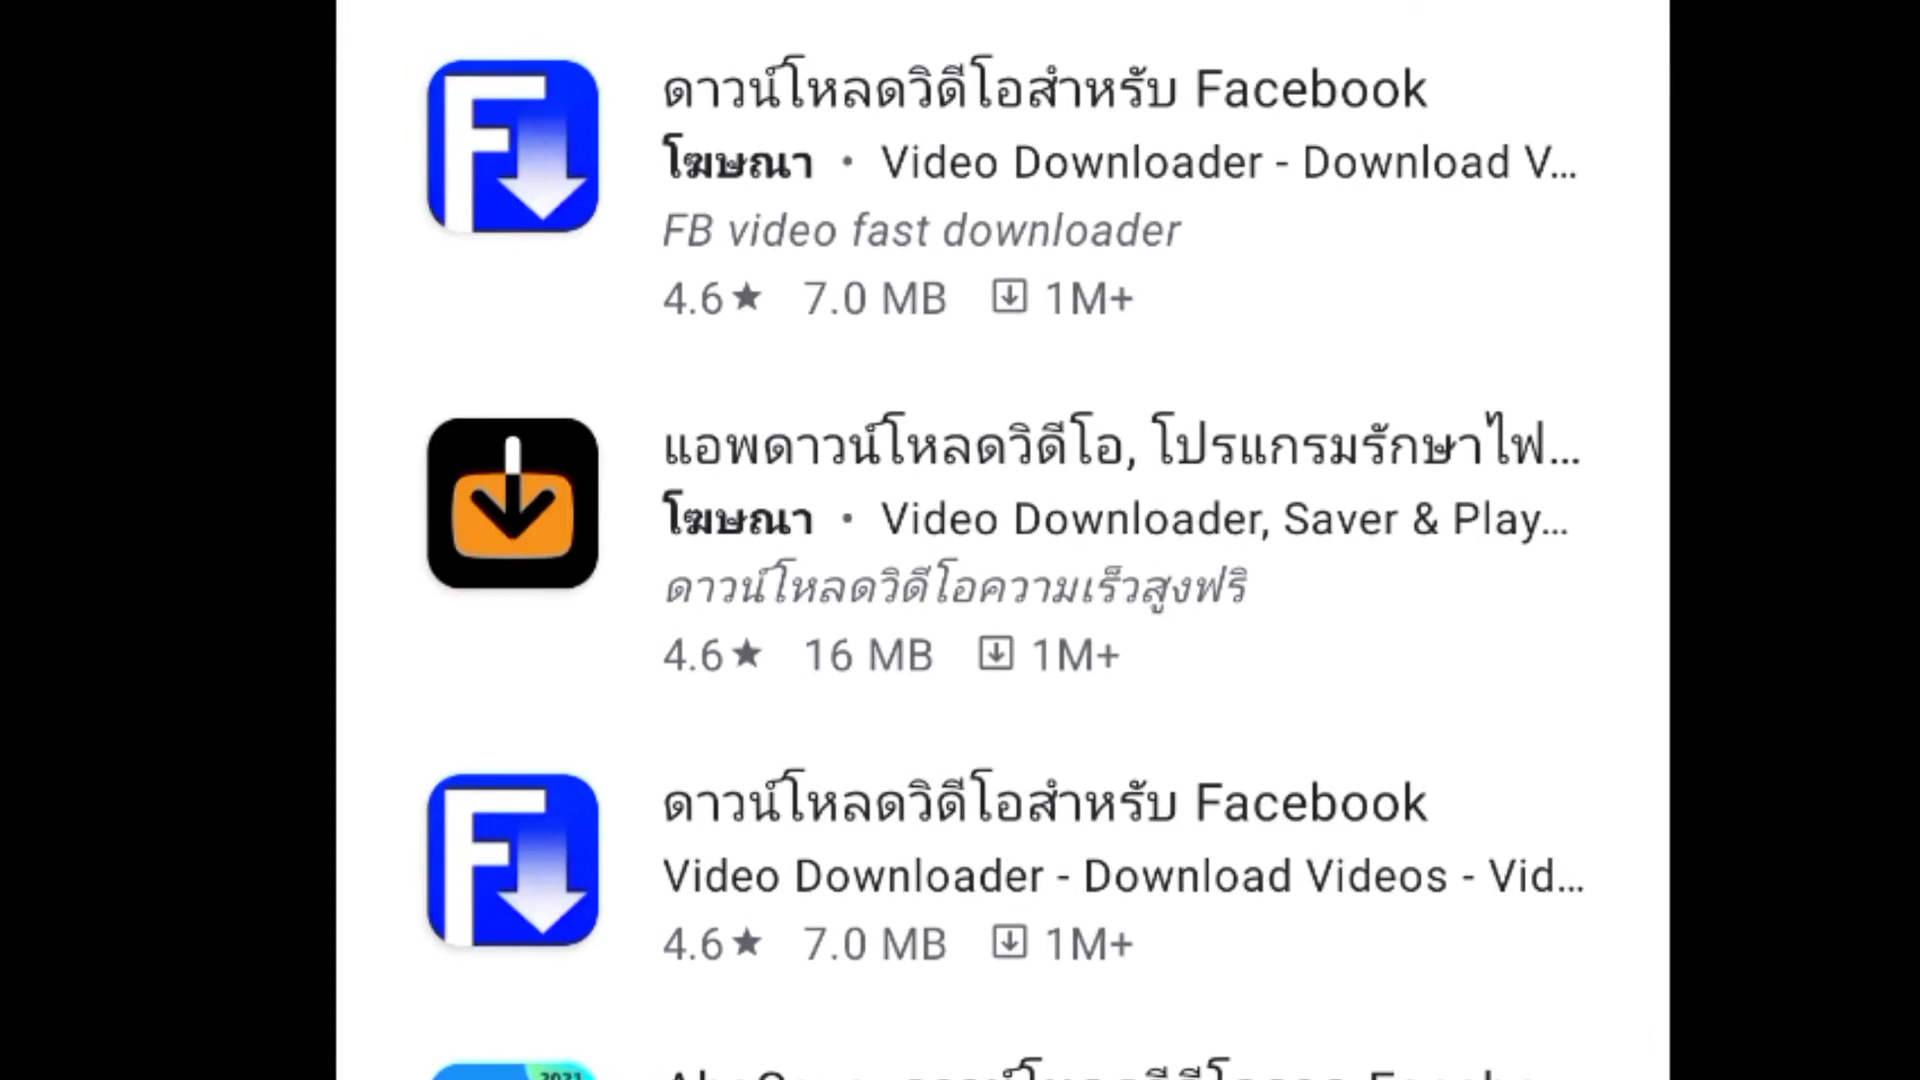 ดาวน์โหลดวิดีโอสำหรับ Facebook
โฆษณา • Video Downloader - Download V...
FB video fast downloader
4.6★ 7.0 MB 1M+
แอพดาวน์โหลดวิดีโอ, โปรแกรมรักษาไฟ...
โฆษณา • Video Downloader, Saver & Play...
ดาวน์โหลดวิดีโอความเร็วสูงฟรี
4.6★ 16 MB 1M+
ดาวน์โหลดวิดีโอสำหรับ Facebook
Video Downloader - Download Videos - Vid...
4.6★ 7.0 MB 1M+
2021